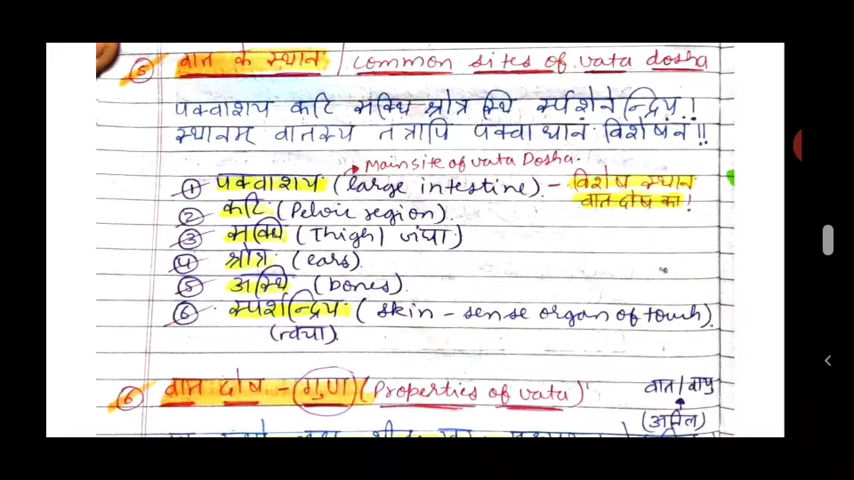 5 वात के स्थान / common sites of vata dosha
पक्वाशय कटि सक्थि श्रोत्र स्थि स्पर्शनेन्द्रिय !
स्थानम् वातस्य तत्रापि पक्वाधानं विशेषनं !!
→ Main site of vata Dosha.
① पक्वाशय (large intestine). – विशेष स्थान
वात दोष का !
② कटि (Pelvic region).
③ सक्थि (Thigh / जंघा)
④ श्रोत्र (ears).
⑤ अस्थि (bones).
⑥ स्पर्शेन्द्रिय (skin – sense organ of touch).
(त्वचा).
6 वात दोष – गुण (Properties of vata)
वात / वायु
(अनिल)